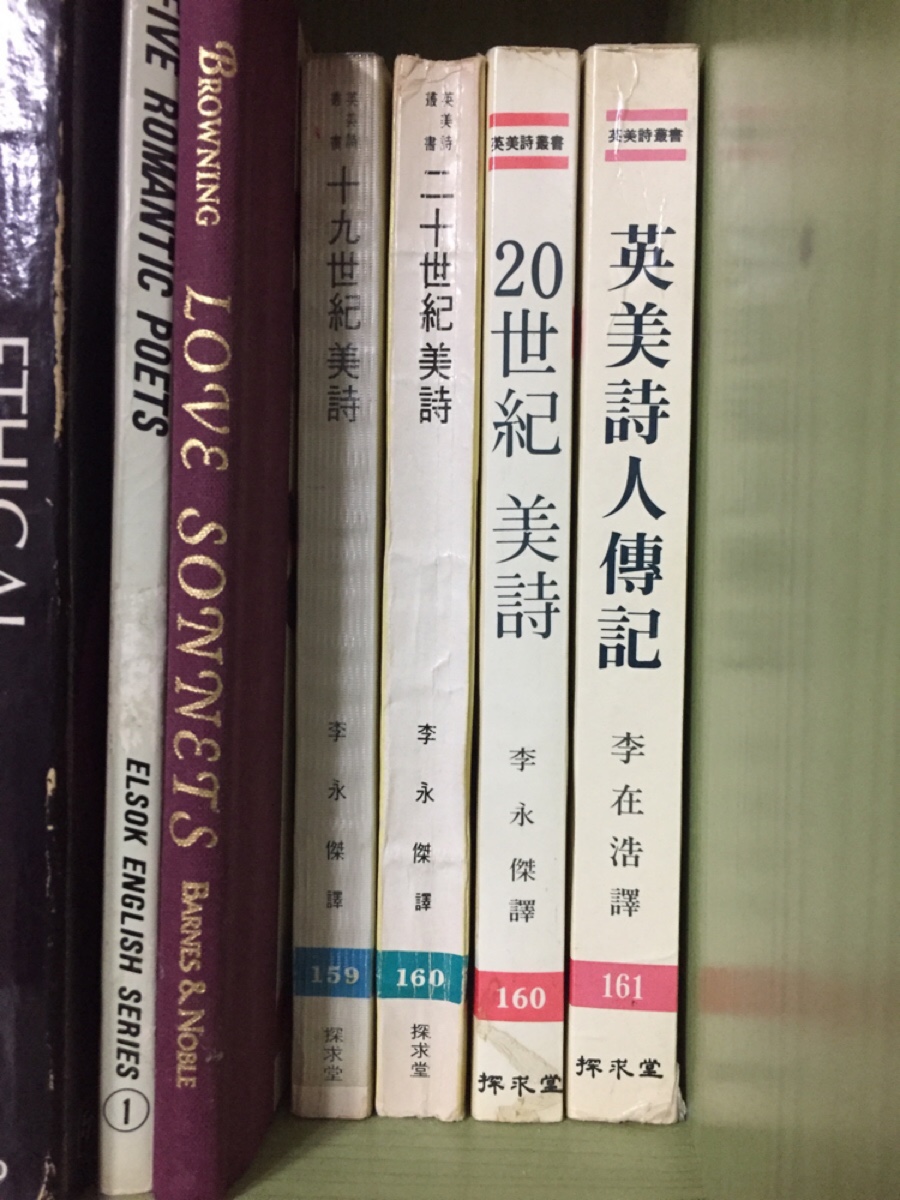 ETHICAL
FIVE ROMANTIC POETS
ELSOK ENGLISH SERIES
1
BROWNING
LOVE SONNETS
BARNES & NOBLE
英美詩
叢書
十九世紀 美詩
李永傑 譯
159
探求堂
英美詩
叢書
二十世紀 美詩
李永傑 譯
160
探求堂
英美詩叢書
20世紀 美詩
李永傑 譯
160
探求堂
英美詩叢書
英美詩人傳記
李在浩 譯
161
探求堂